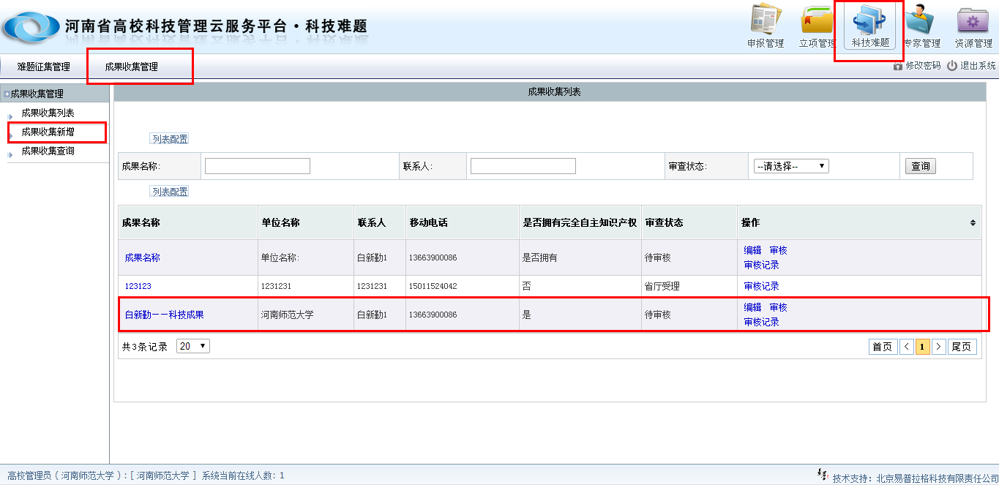 河南省高校科技管理云服务平台·科技难题
申报管理 立项管理 科技难题 专家管理 资源管理
难题征集管理 成果收集管理 修改密码 退出系统
成果收集管理
成果收集列表
成果收集新增
成果收集查询
成果收集列表
列表配置
成果名称: 联系人: 审查状态: --请选择-- 查询
列表配置
成果名称 单位名称 联系人 移动电话 是否拥有完全自主知识产权 审查状态 操作
成果名称 单位名称: 白新勤1 13663900086 是否拥有 待审核 编辑 审核
审核记录
123123 1231231 1231231 15011524042 否 省厅受理 审核记录
白新勤一一科技成果 河南师范大学 白新勤1 13663900086 是 待审核 编辑 审核
审核记录
共3条记录 20 首页 < 1 > 尾页
高校管理员(河南师范大学):[河南师范大学] 系统当前在线人数: 1
技术支持: 北京易普拉格科技有限责任公司